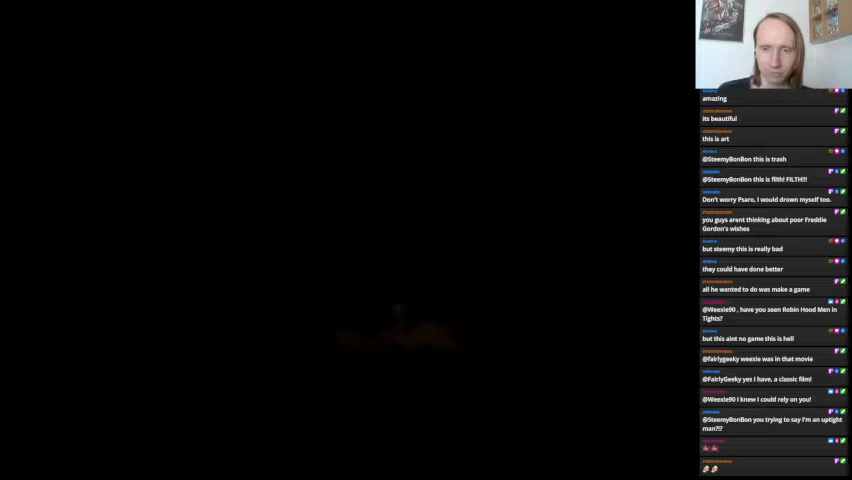 amazing
its beautiful
this is art
@SteemyBonBon this is trash
@SteemyBonBon this is filth! FILTH!!!
Don't worry Psaro, I would drown myself too.
you guys arent thinking about poor Freddie
Gordon's wishes
but steemy this is really bad
they could have done better
all he wanted to do was make a game
@Weexie90 , have you seen Robin Hood Men in
Tights?
but this aint no game this is hell
@fairlygeeky weexie was in that movie
@FairlyGeeky yes I have, a classic film!
@Weexie90 I knew I could rely on you!
@SteemyBonBon you trying to say I'm an uptight
man?!?